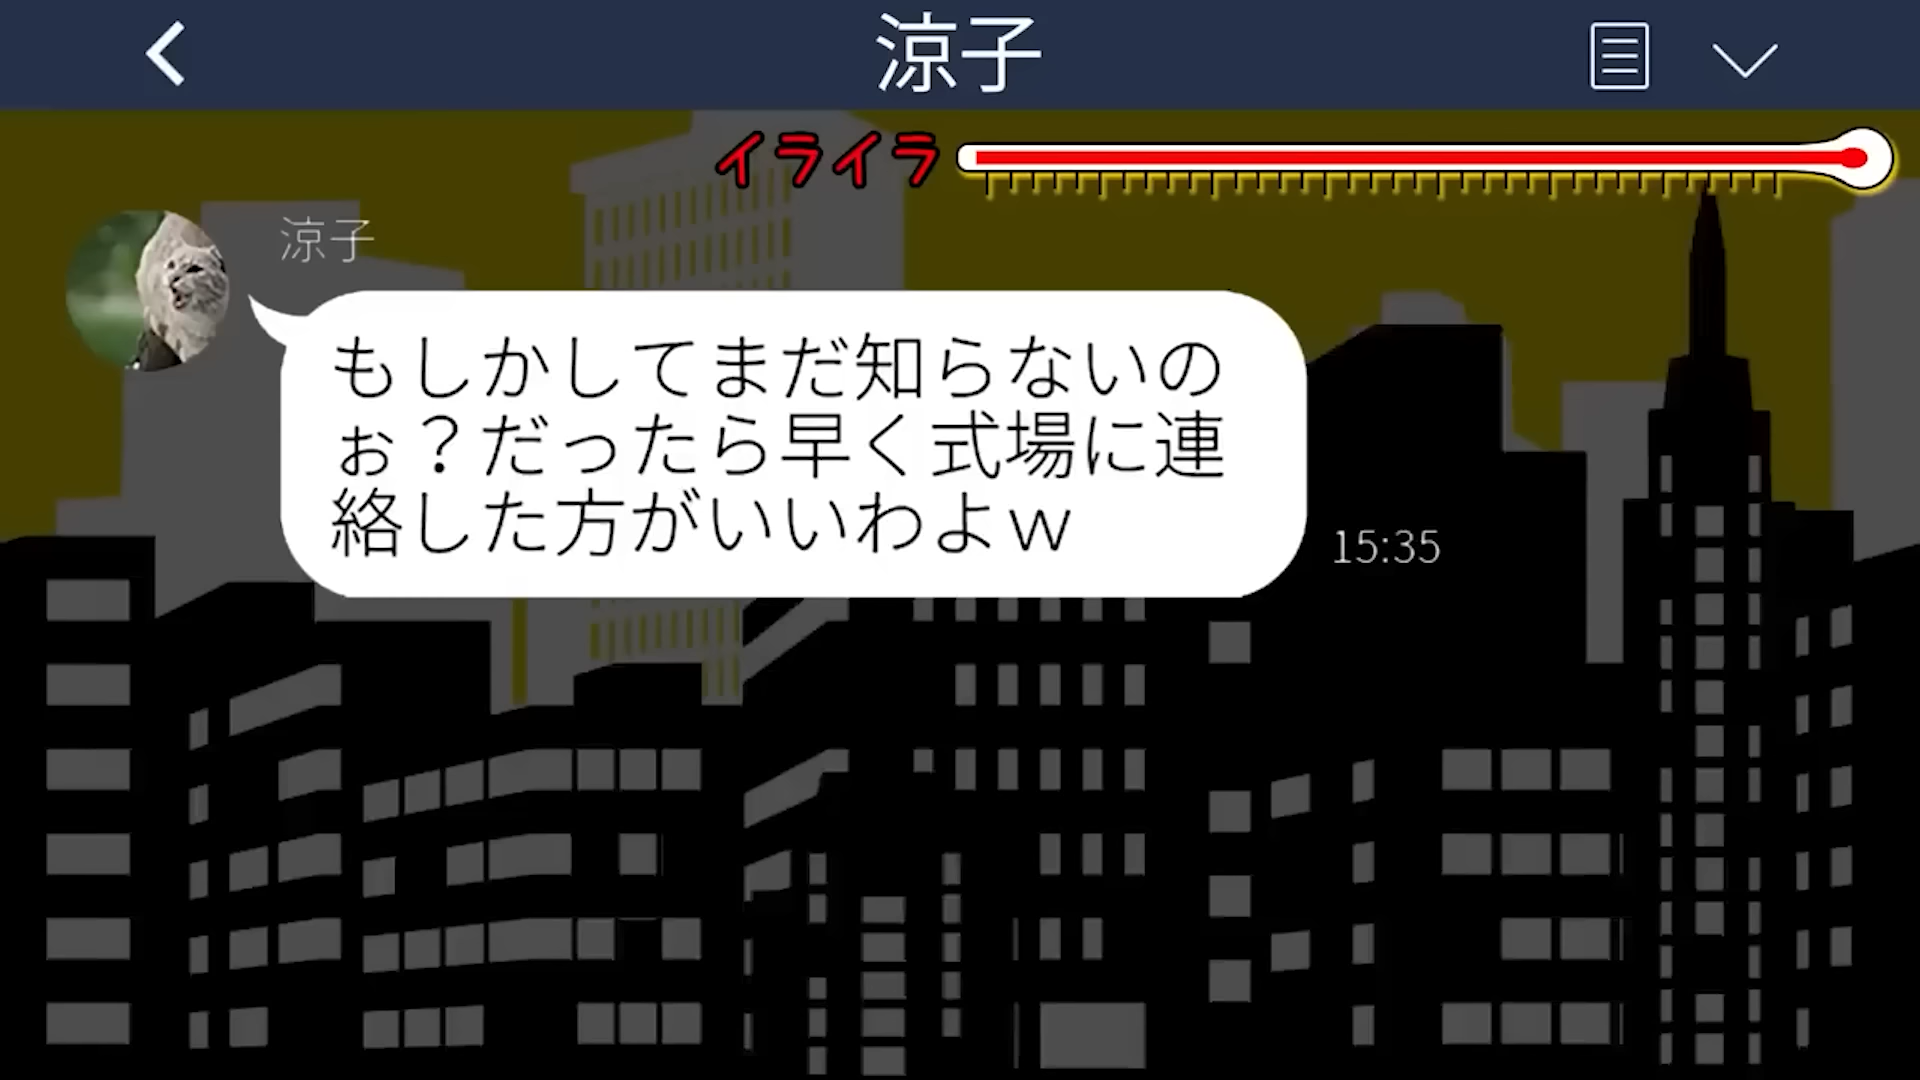 涼子
イライラ
涼子
もしかしてまだ知らないの
ぉ？だったら早く式場に連
絡した方がいいわよｗ
15:35